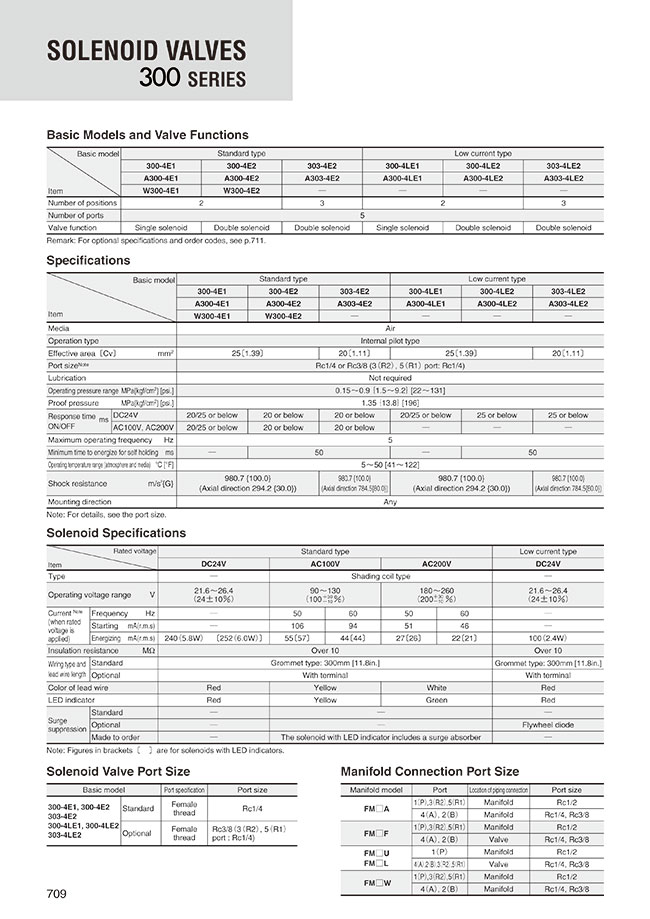 SOLENOID VALVES
300 SERIES
Basic Models and Valve Functions
Basic model Standard type Low current type
300-4E1 300-4E2 303-4E2 300-4LE1 300-4LE2 303-4LE2
A300-4E1 A300-4E2 A303-4E2 A300-4LE1 A300-4LE2 A303-4LE2
Item W300-4E1 W300-4E2 — — — —
Number of positions 2 3 2 3
Number of ports 5
Valve function Single solenoid Double solenoid Double solenoid Single solenoid Double solenoid Double solenoid
Remark: For optional specifications and order codes, see p.711.
Specifications
Basic model Standard type Low current type
300-4E1 300-4E2 303-4E2 300-4LE1 300-4LE2 303-4LE2
A300-4E1 A300-4E2 A303-4E2 A300-4LE1 A300-4LE2 A303-4LE2
Item W300-4E1 W300-4E2 — — — —
Media Air
Operation type Internal pilot type
Effective area〔Cv〕 mm² 25〔1.39〕 20〔1.11〕 25〔1.39〕 20〔1.11〕
Port size Note Rc1/4 or Rc3/8 (3 (R2) , 5 (R1) port: Rc1/4)
Lubrication Not required
Operating pressure range MPa{kgf/cm²} [psi.] 0.15~0.9 {1.5~9.2} [22~131]
Proof pressure MPa{kgf/cm²} [psi.] 1.35 {13.8} [196]
Response time ON/OFF ms DC24V 20/25 or below 20 or below 20 or below 20/25 or below 25 or below 25 or below
AC100V, AC200V 20/25 or below 20 or below 20 or below — — —
Maximum operating frequency Hz 5
Minimum time to energize for self holding ms — 50 — 50
Operating temperature range (atmosphere and media) °C [°F] 5~50 [41~122]
Shock resistance m/s²{G} 980.7 {100.0} 980.7 {100.0} 980.7 {100.0} 980.7 {100.0}
(Axial direction 294.2 {30.0}) (Axial direction 784.5{80.0}) (Axial direction 294.2 {30.0}) (Axial direction 784.5{80.0})
Mounting direction Any
Note: For details, see the port size.
Solenoid Specifications
Rated voltage Standard type Low current type
Item DC24V AC100V AC200V DC24V
Type — Shading coil type —
Operating voltage range V 21.6~26.4 90~130 180~260 21.6~26.4
(24±10%) (100 +30 −10 %) (200 +30 −10 %) (24±10%)
Current Note (when rated voltage is applied) Frequency Hz — 50 60 50 60 —
Starting mA(r.m.s) — 106 94 51 46 —
Energizing mA(r.m.s) 240 (5.8W) 〔252 (6.0W)〕 55〔57〕 44〔44〕 27〔26〕 22〔21〕 100 (2.4W)
Insulation resistance MΩ Over 10 Over 10
Wiring type and lead wire length Standard Grommet type: 300mm [11.8in.] Grommet type: 300mm [11.8in.]
Optional With terminal With terminal
Color of lead wire Red Yellow White Red
LED indicator Red Yellow Green Red
Surge suppression Standard — — —
Optional — — Flywheel diode
Made to order — The solenoid with LED indicator includes a surge absorber —
Note: Figures in brackets〔 〕are for solenoids with LED indicators.
Solenoid Valve Port Size
Basic model Port specification Port size
300-4E1, 300-4E2
303-4E2
300-4LE1, 300-4LE2
303-4LE2
Standard Female thread Rc1/4
Optional Female thread Rc3/8 (3 (R2) , 5 (R1) port ; Rc1/4)
Manifold Connection Port Size
Manifold model Port Location of piping connection Port size
FM□A 1(P),3(R2),5(R1) Manifold Rc1/2
4(A), 2(B) Manifold Rc1/4, Rc3/8
FM□F 1(P),3(R2),5(R1) Manifold Rc1/2
4(A), 2(B) Valve Rc1/4, Rc3/8
FM□U 1(P) Manifold Rc1/2
FM□L 4(A),2(B),3(R2),5(R1) Valve Rc1/4, Rc3/8
FM□W 1(P),3(R2),5(R1) Manifold Rc1/2
4(A), 2(B) Manifold Rc1/4, Rc3/8
709